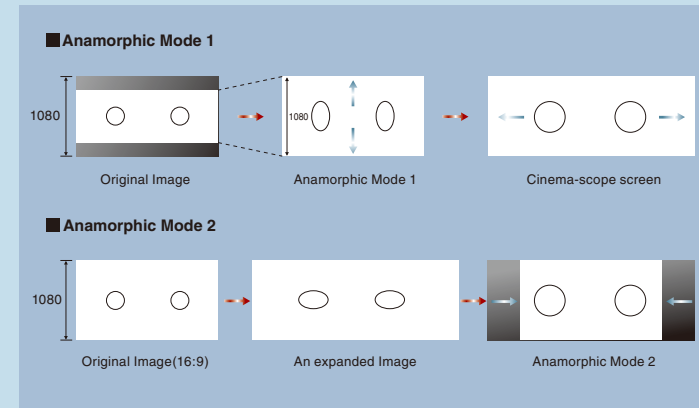 Anamorphic Mode 1
1080
1080
Original Image
Anamorphic Mode 1
Cinema-scope screen
Anamorphic Mode 2
1080
Original Image(16:9)
An expanded Image
Anamorphic Mode 2